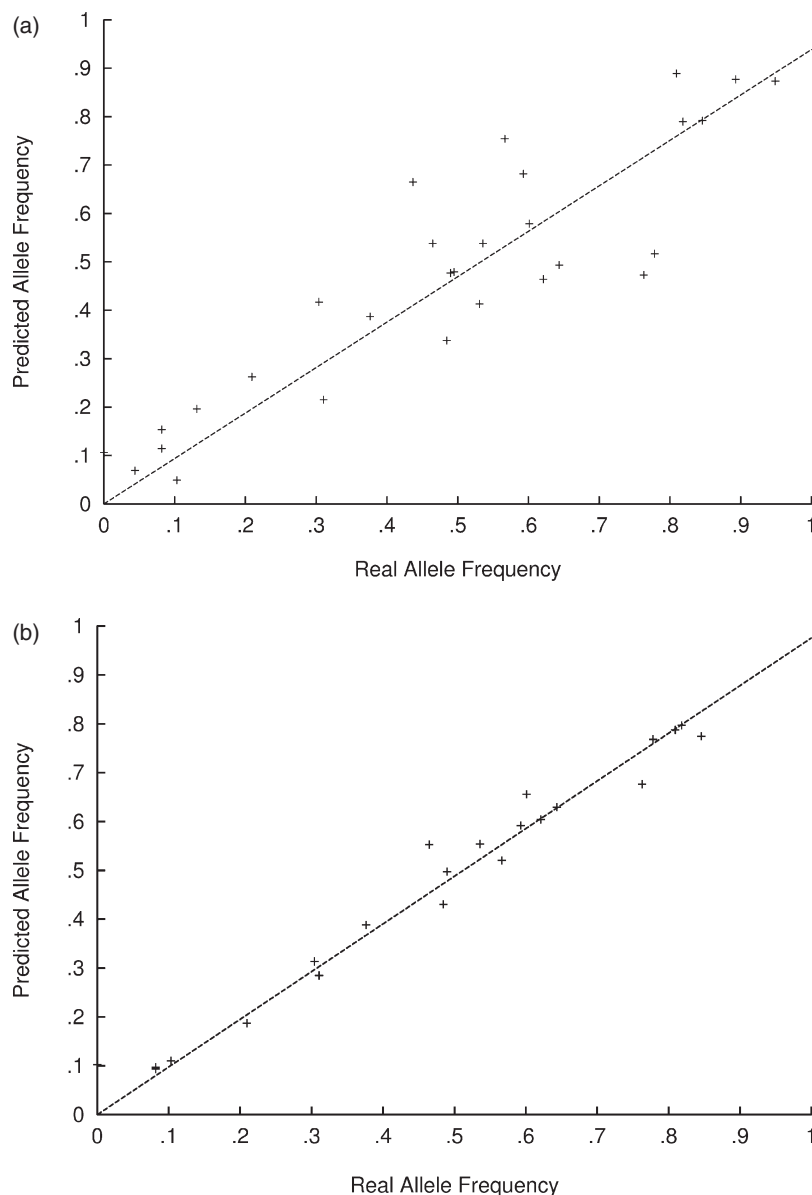 (a)
1
.9
.8
.7
.6
.5
.4
.3
.2
.1
0
Predicted Allele Frequency
0 .1 .2 .3 .4 .5 .6 .7 .8 .9 1
Real Allele Frequency
(b)
1
.9
.8
.7
.6
.5
.4
.3
.2
.1
0
Predicted Allele Frequency
0 .1 .2 .3 .4 .5 .6 .7 .8 .9 1
Real Allele Frequency